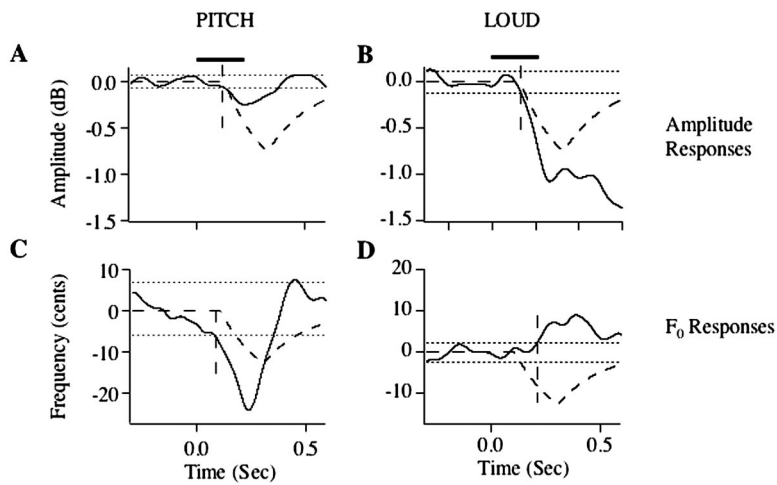 PITCH
LOUD
A
B
0.0
-0.5
-1.0
-1.5
Amplitude (dB)
0.0
-0.5
-1.0
-1.5
Amplitude
Responses
C
D
10
0
-10
-20
Frequency (cents)
20
10
0
-10
F0 Responses
0.0
0.5
Time (Sec)
0.0
0.5
Time (Sec)